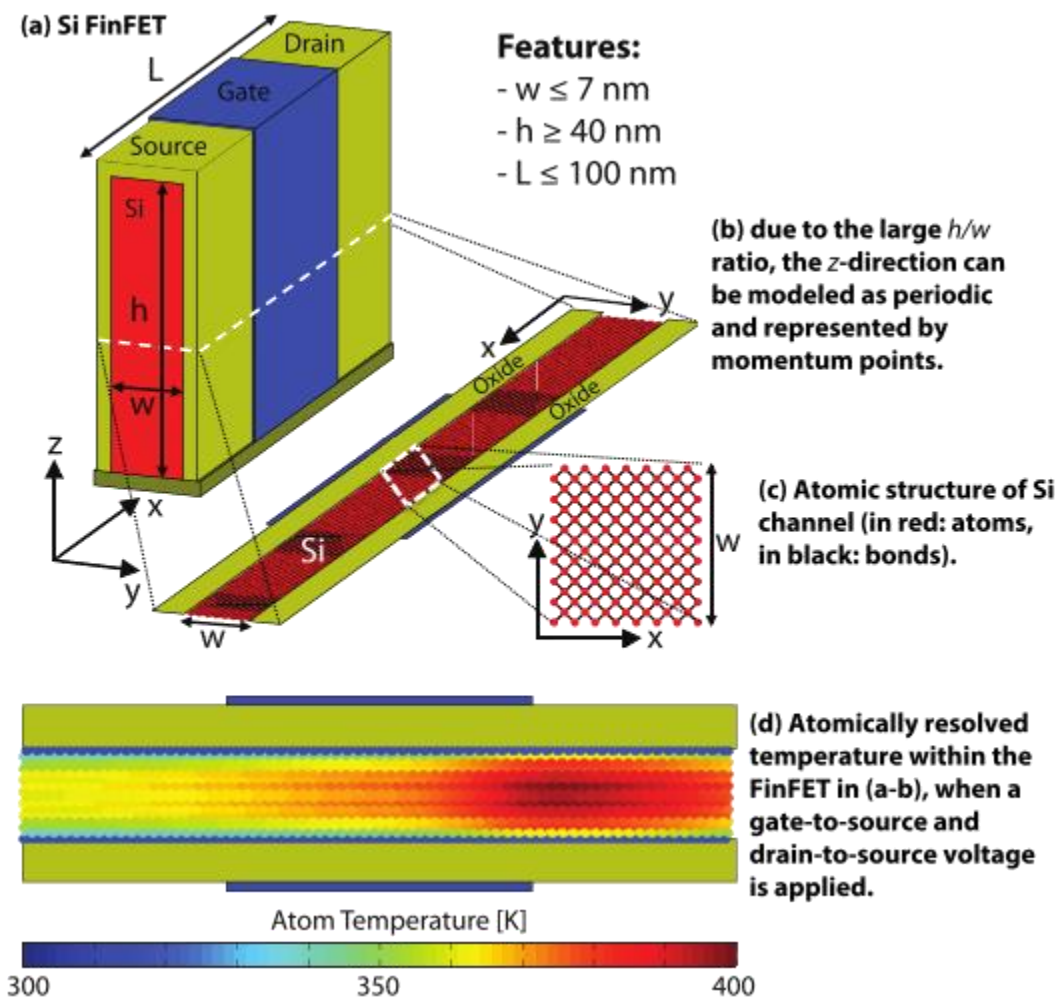 (a) Si FinFET
Drain
L
Gate
Source
Si
h
w
z
x
y
Features:
- w ≤ 7 nm
- h ≥ 40 nm
- L ≤ 100 nm
(b) due to the large h/w
ratio, the z-direction can
be modeled as periodic
and represented by
momentum points.
y
x
Oxide
Oxide
Si
w
y
x
w
(c) Atomic structure of Si
channel (in red: atoms,
in black: bonds).
(d) Atomically resolved
temperature within the
FinFET in (a-b), when a
gate-to-source and
drain-to-source voltage
is applied.
Atom Temperature [K]
300 350 400